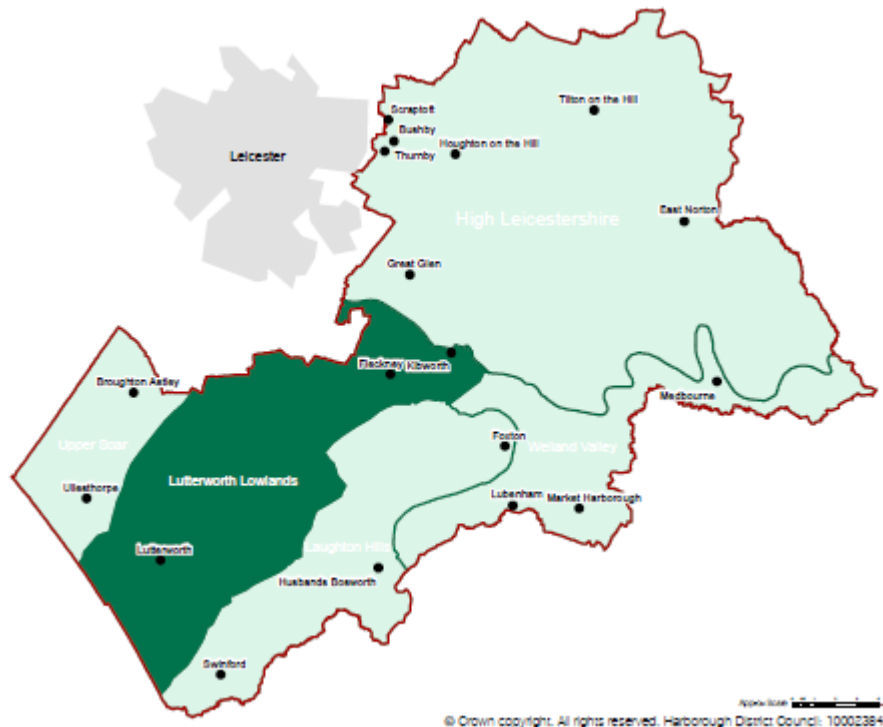 Tilton on the Hill
Scraptoft
Bushby
Houghton on the Hill
Thurnby
Leicester
East Norton
High Leicestershire
Great Glen
Fleckney
Kibworth
Broughton Astley
Medbourne
Upper Soar
Foxton
Welland Valley
Lutterworth Lowlands
Ullesthorpe
Lubenham
Market Harborough
Laughton Hills
Lutterworth
Husbands Bosworth
Swinford
Approx Scale
© Crown copyright. All rights reserved. Harborough District Council: 10002384